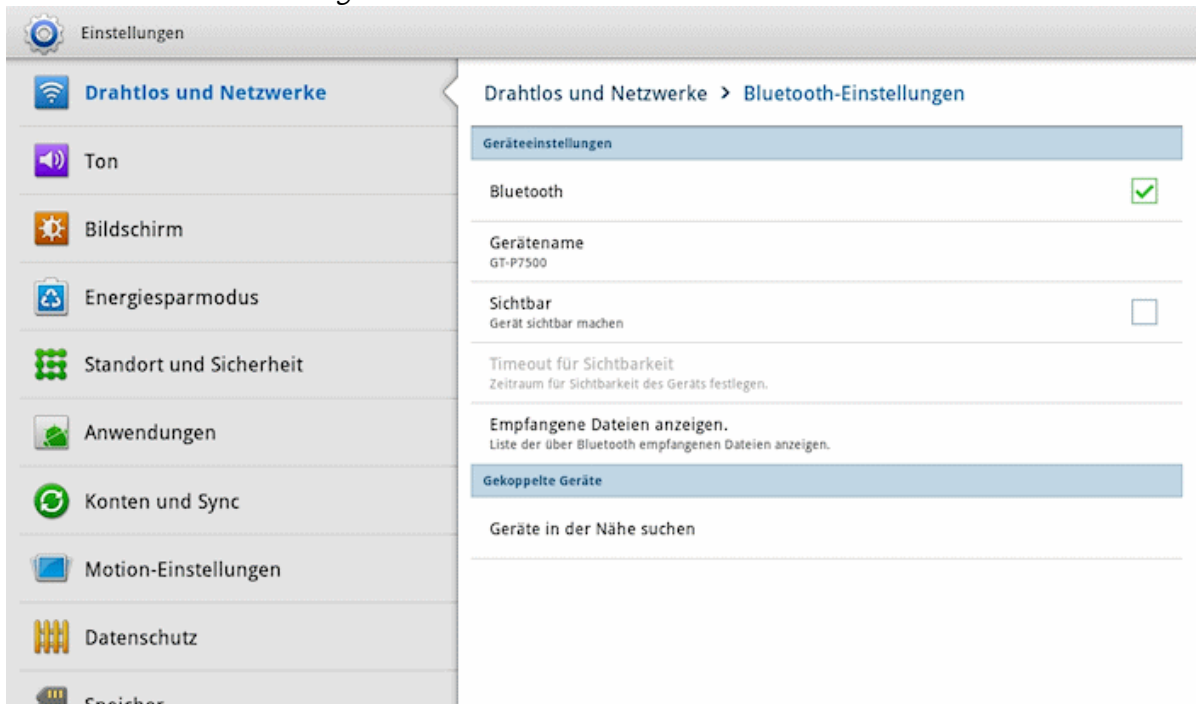 Einstellungen
Drahtlos und Netzwerke
Ton
Bildschirm
Energiesparmodus
Standort und Sicherheit
Anwendungen
Konten und Sync
Motion-Einstellungen
Datenschutz
Speicher
Drahtlos und Netzwerke > Bluetooth-Einstellungen
Geräteeinstellungen
Bluetooth
Gerätename
GT-P7500
Sichtbar
Gerät sichtbar machen
Timeout für Sichtbarkeit
Zeitraum für Sichtbarkeit des Geräts festlegen.
Empfangene Dateien anzeigen.
Liste der über Bluetooth empfangenen Dateien anzeigen.
Gekoppelte Geräte
Geräte in der Nähe suchen